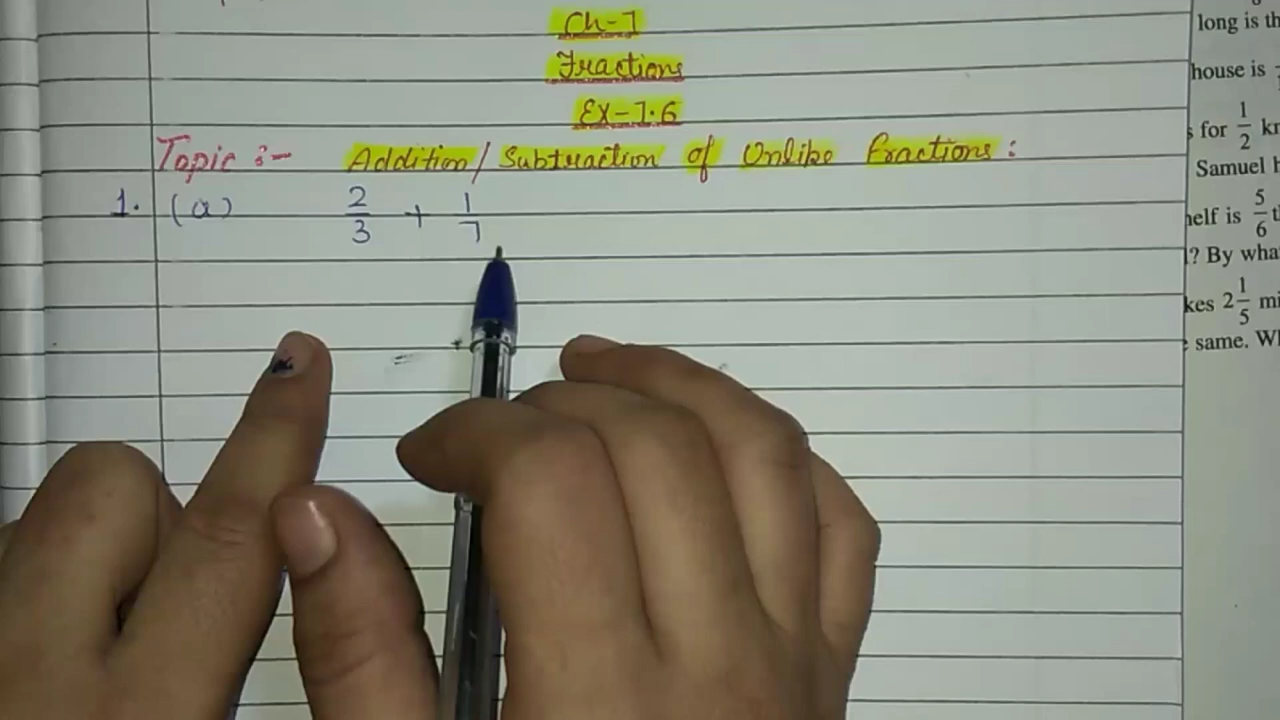 Ch-7
Fractions
Ex-7.6
Topic :- Addition/Subtraction of Unlike fractions :
1. (a) 2/3 + 1/7
long is th
house is
s for 1/2 kr
Samuel h
helf is 5/6 t
? By wha
kes 2 1/5 mi
same. Wh